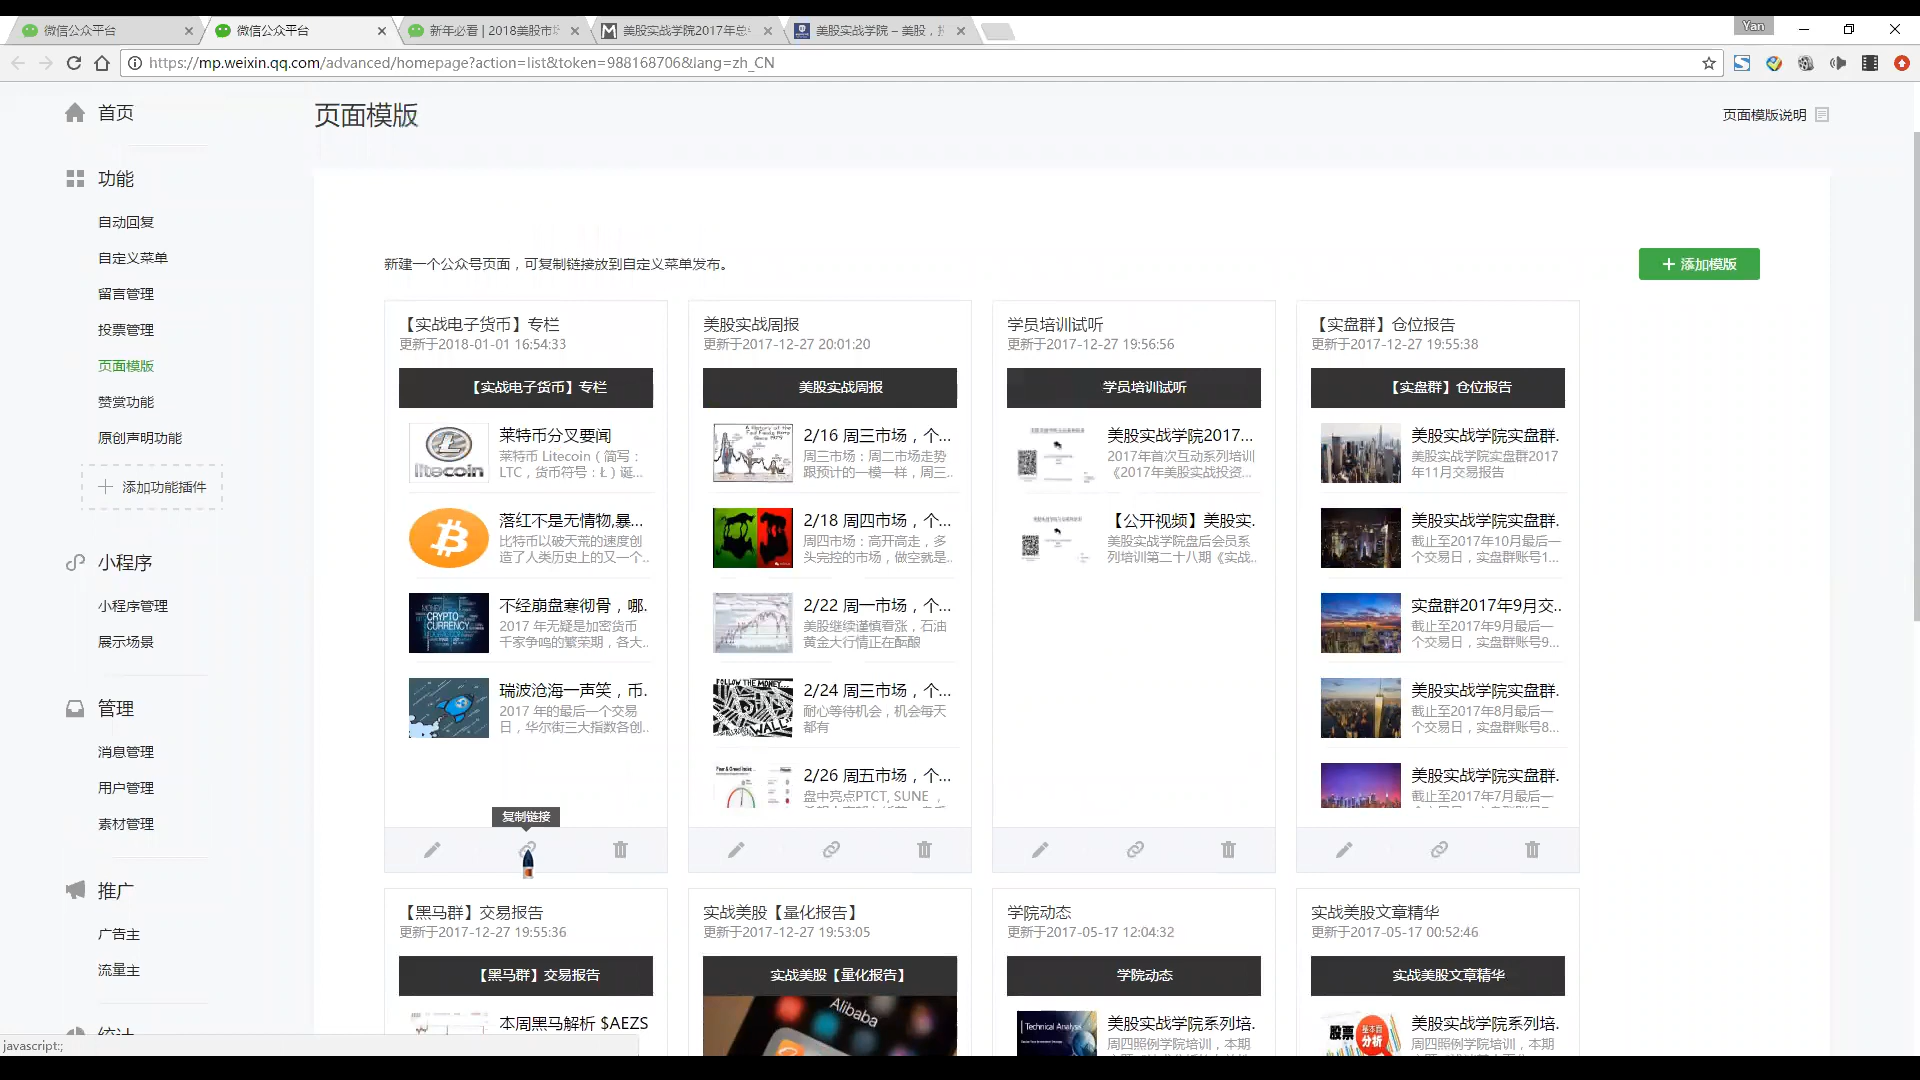 微信公众平台
微信公众平台
新年必看 | 2018美股市场
美股实战学院2017年总
美股实战学院 – 美股，
Yan
https://mp.weixin.qq.com/advanced/homepage?action=list&token=988168706&lang=zh_CN
首页
功能
自动回复
自定义菜单
留言管理
投票管理
页面模版
赞赏功能
原创声明功能
添加功能插件
小程序
小程序管理
展示场景
管理
消息管理
用户管理
素材管理
推广
广告主
流量主
统计
javascript:;
页面模版
页面模版说明
新建一个公众号页面，可复制链接放到自定义菜单发布。
添加模版
【实战电子货币】专栏
更新于2018-01-01 16:54:33
【实战电子货币】专栏
litecoin
莱特币分叉要闻
莱特币 Litecoin ( 简写：
LTC，货币符号：Ł ) 诞...
落红不是无情物,暴...
比特币以破天荒的速度创
造了人类历史上的又一个..
CRYPTO
CURRENCY
不经崩盘寒彻骨，哪.
2017 年无疑是加密货币
千家争鸣的繁荣期，各大..
瑞波沧海一声笑，币.
2017 年的最后一个交易
日，华尔街三大指数各创..
复制链接
美股实战周报
更新于2017-12-27 20:01:20
美股实战周报
2/16 周三市场，个...
周三市场：周二市场走势
跟预计的一模一样，周三..
2/18 周四市场，个...
周四市场：高开高走，多
头完控的市场，做空就是..
2/22 周一市场，个...
美股继续谨慎看涨，石油
黄金大行情正在酝酿
FOLLOW THE MONEY...
WALL
2/24 周三市场，个...
耐心等待机会，机会每天
都有
2/26 周五市场，个...
盘中亮点PTCT, SUNE ，
学员培训试听
更新于2017-12-27 19:56:56
学员培训试听
美股实战学院2017...
2017年首次互动系列培训
《2017年美股实战投资...
【公开视频】美股实.
美股实战学院盘后会员系
列培训第二十八期《实战..
【实盘群】仓位报告
更新于2017-12-27 19:55:38
【实盘群】仓位报告
美股实战学院实盘群.
美股实战学院实盘群2017
年11月交易报告
美股实战学院实盘群.
截止至2017年10月最后一
个交易日，实盘群账号1...
实盘群2017年9月交..
截止至2017年9月最后一
个交易日，实盘群账号9...
美股实战学院实盘群.
截止至2017年8月最后一
个交易日，实盘群账号8...
美股实战学院实盘群.
截止至2017年7月最后一
【黑马群】交易报告
更新于2017-12-27 19:55:36
【黑马群】交易报告
本周黑马解析 $AEZS
实战美股【量化报告】
更新于2017-12-27 19:53:05
实战美股【量化报告】
Alibaba
学院动态
更新于2017-05-17 12:04:32
学院动态
Technical Analysis
美股实战学院系列培.
周四照例学院培训，本期
实战美股文章精华
更新于2017-05-17 00:52:46
实战美股文章精华
股票
基本面
分析
美股实战学院系列培.
周四照例学院培训，本期